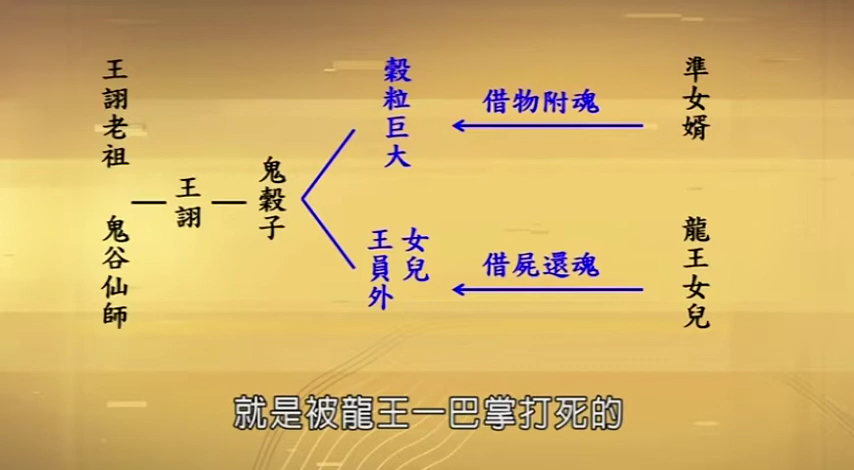 王詡老祖
鬼谷仙師
王詡
鬼穀子
穀粒巨大
王員外
女兒
借物附魂
借屍還魂
準女婿
龍王女兒
就是被龍王一巴掌打死的